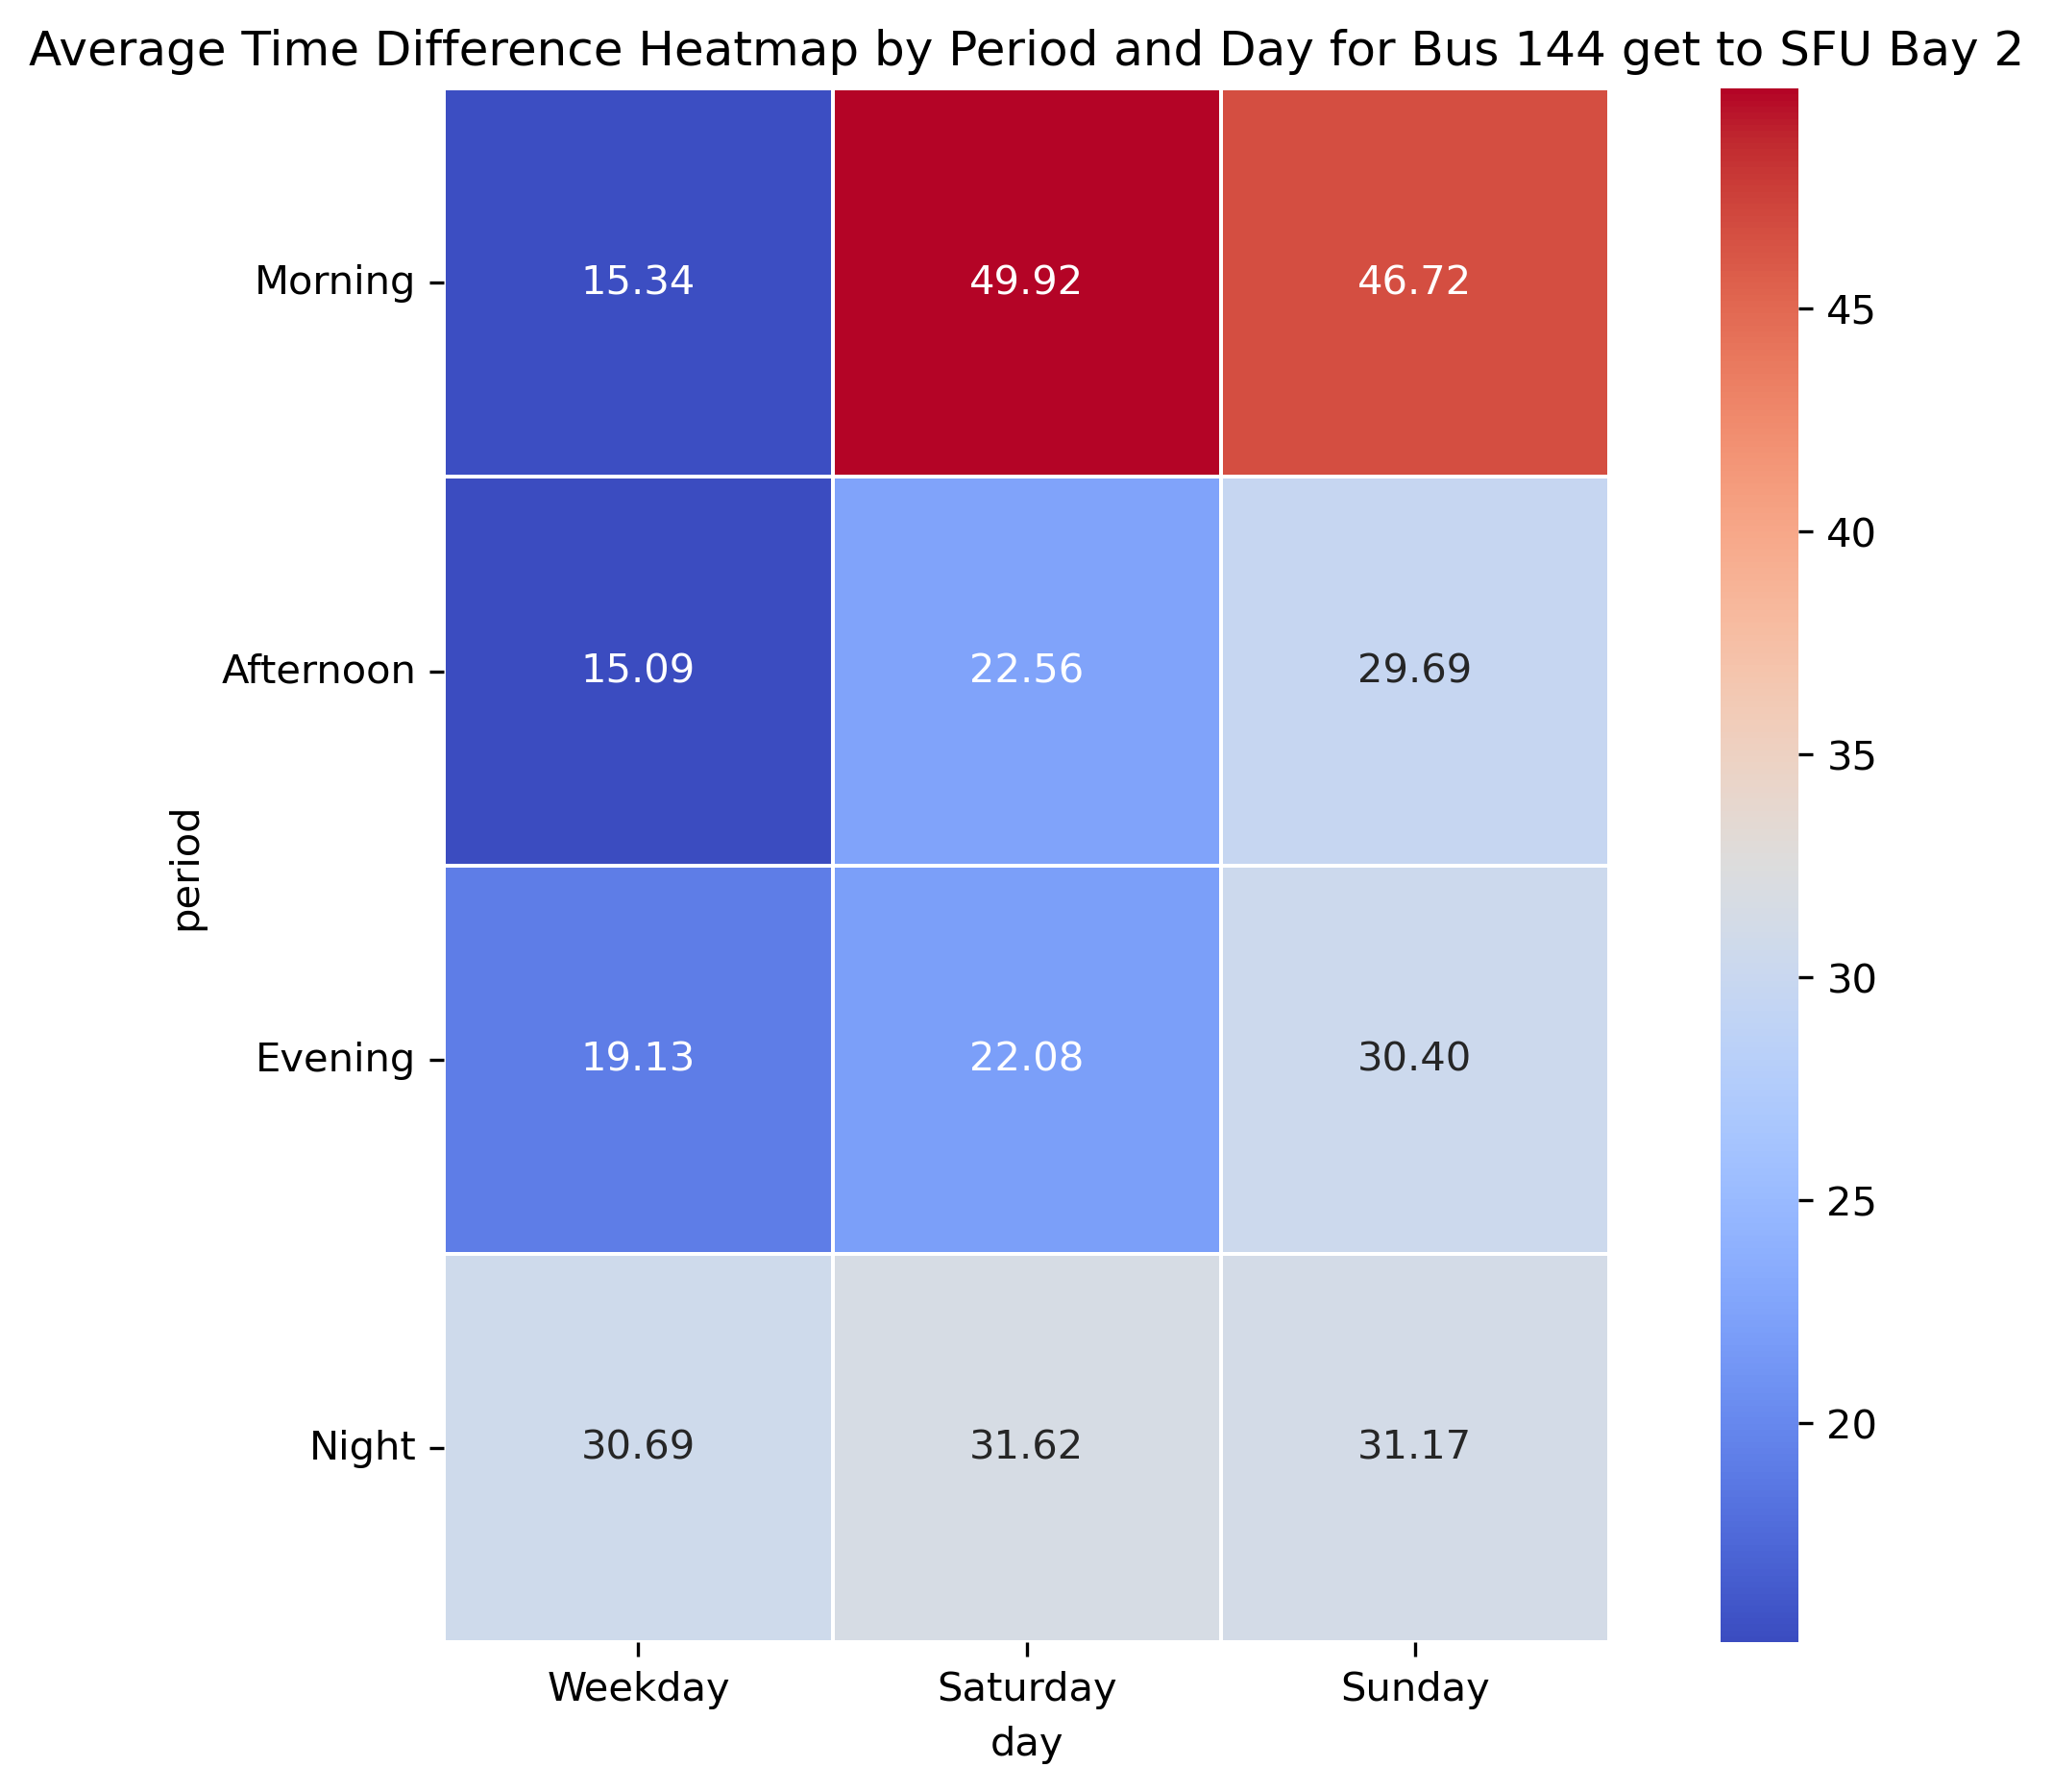 Average Time Difference Heatmap by Period and Day for Bus 144 get to SFU Bay 2
period
Morning 15.34 49.92 46.72
Afternoon 15.09 22.56 29.69
Evening 19.13 22.08 30.40
Night 30.69 31.62 31.17
Weekday Saturday Sunday
day
45
40
35
30
25
20